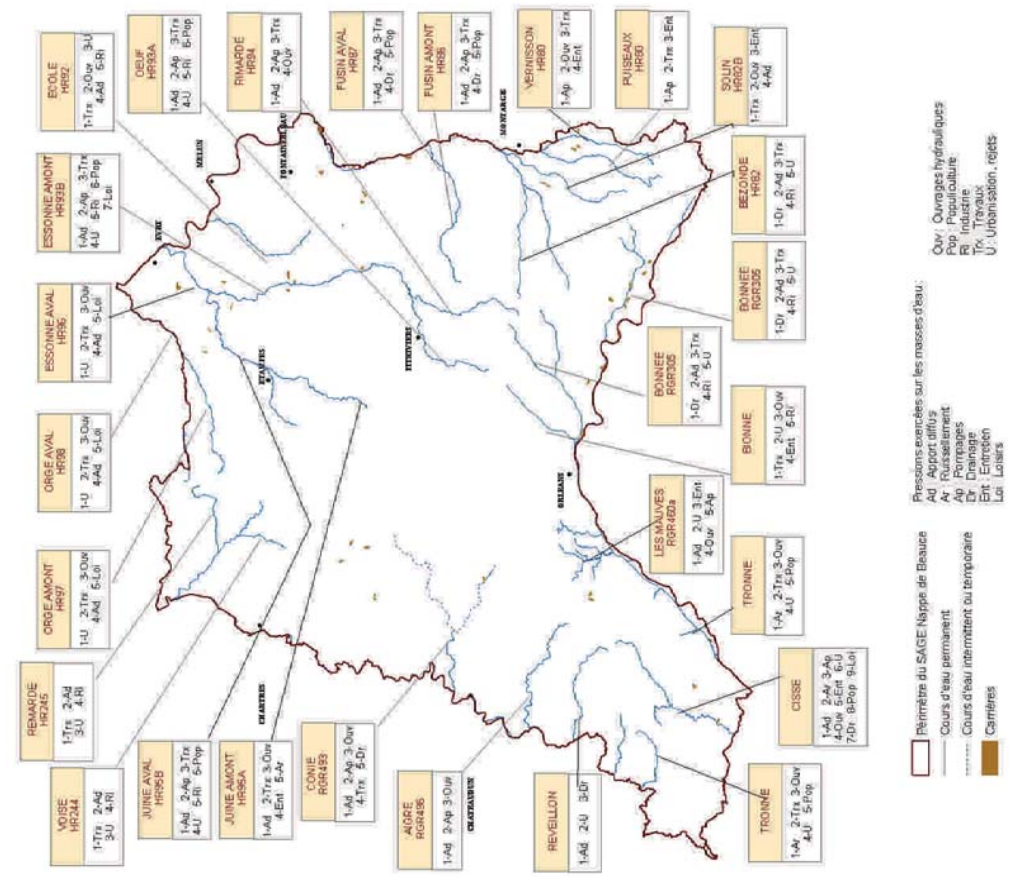 VOISE
HR244
1-Trx 2-Ad
3-U 4-Ri
REMARDE
HR245
1-Trx 2-Ad
3-U 4-Ri
ORGE AMONT
HR97
1-U 2-Trx 3-Ouv
4-Ad 5-Loi
ORGE AVAL
HR98
1-U 2-Trx 3-Ouv
4-Ad 5-Loi
ESSONNE AVAL
HR96
1-U 2-Trx 3-Ouv
4-Ad 5-Loi
ESSONNE AMONT
HR93B
1-Ad 2-Ap 3-Trx
4-U 5-Ri 6-Pop
7-Loi
ECOLE
HR92
1-Trx 2-Ouv 3-U
4-Ad 5-Ri
OEUF
HR93A
1-Ad 2-Ap 3-Trx
4-U 5-Ri 6-Pop
RIMARDE
HR94
1-Ad 2-Ap 3-Trx
4-Ouv
FUSIN AVAL
HR87
1-Ad 2-Ap 3-Trx
4-Dr 5-Pop
FUSIN AMONT
HR86
1-Ad 2-Ap 3-Trx
4-Dr 5-Pop
VERNISSON
HR80
1-Ap 2-Ouv 3-Trx
4-Ent
PUISEAUX
HR80
1-Ap 2-Trx 3-Ent
SOLIN
HR82B
1-Trx 2-Ouv 3-Ent
4-Ad
BEZONDE
HR82
1-Dr 2-Ad 3-Trx
4-Ri 5-U
BONNEE
RGR305
1-Dr 2-Ad 3-Trx
4-Ri 5-U
BONNEE
RGR305
1-Dr 2-Ad 3-Trx
4-Ri 5-U
BIONNE
1-Trx 2-U 3-Ouv
4-Ent 5-Ri
LES MAUVES
RGR460a
1-Ad 2-U 3-Ent
4-Ouv 5-Ap
TRONNE
1-Ar 2-Trx 3-Ouv
4-U 5-Pop
CISSE
1-Ad 2-Ar 3-Ap
4-Ouv 5-Ent 6-U
7-Dr 8-Pop 9-Loi
TRONNE
1-Ar 2-Trx 3-Ouv
4-U 5-Pop
REVEILLON
1-Ad 2-U 3-Dr
AIGRE
RGR496
1-Ad 2-Ap 3-Ouv
CONIE
RGR493
1-Ad 2-Ap 3-Ouv
4-Trx 5-Dr
JUINE AMONT
HR95A
1-Ad 2-Trx 3-Ouv
4-Ent 5-Ar
JUINE AVAL
HR95B
1-Ad 2-Ap 3-Trx
4-U 5-Ri 6-Pop
EVRY
MELUN
FONTAINEBLEAU
ETAMPES
CHARTRES
PITHIVIERS
MONTARGIS
ORLEANS
CHATEAUDUN
Périmètre du SAGE Nappe de Beauce
Cours d'eau permanent
Cours d'eau intermittent ou temporaire
Carrières
Pressions exercées sur les masses d'eau :
Ad : Apport diffus
Ar : Ruissellement
Ap : Pompages
Dr : Drainage
Ent : Entretien
Loi : Loisirs
Ouv : Ouvrages hydrauliques
Pop : Populiculture
Ri : Industrie
Trx : Travaux
U : Urbanisation, rejets